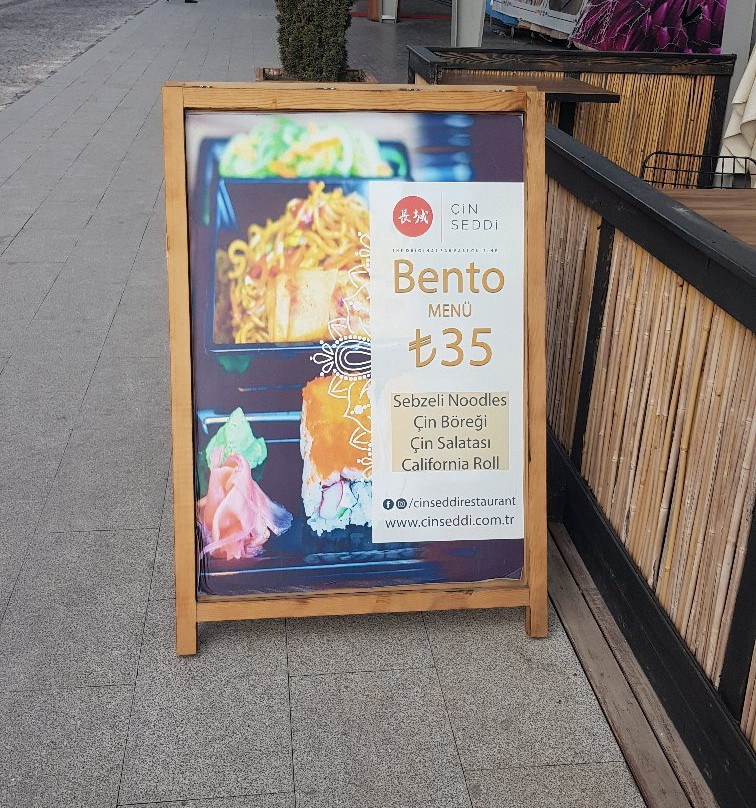 長城
ÇİN
SEDDİ
Bento
MENÜ
₺35
Sebzeli Noodles
Çin Böreği
Çin Salatası
California Roll
/cinseddirestaurant
www.cinseddi.com.tr